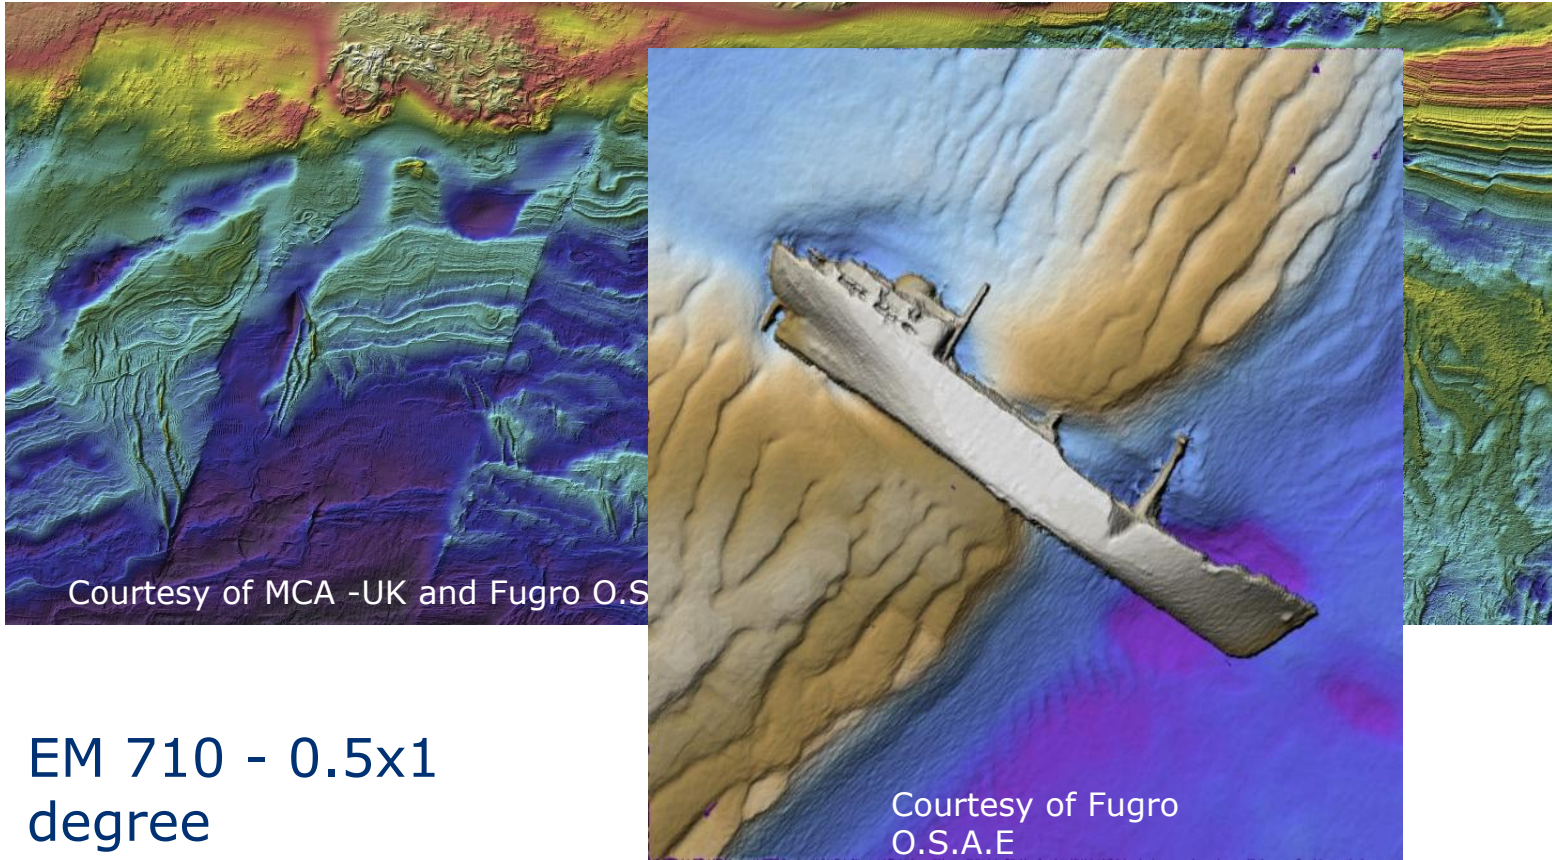 Courtesy of MCA -UK and Fugro O.S
EM 710 - 0.5x1
degree
Courtesy of Fugro
O.S.A.E